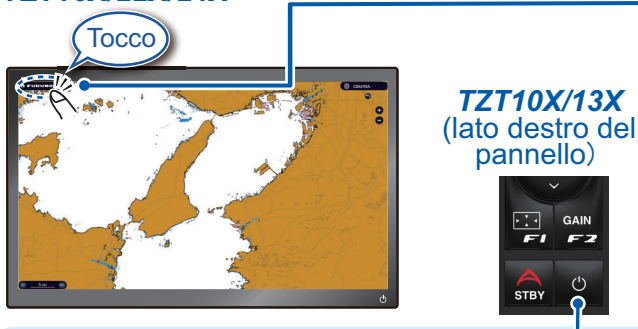 Tocco
CENTRA
TZT10X/13X
(lato destro del
pannello)
GAIN
F1 F2
STBY